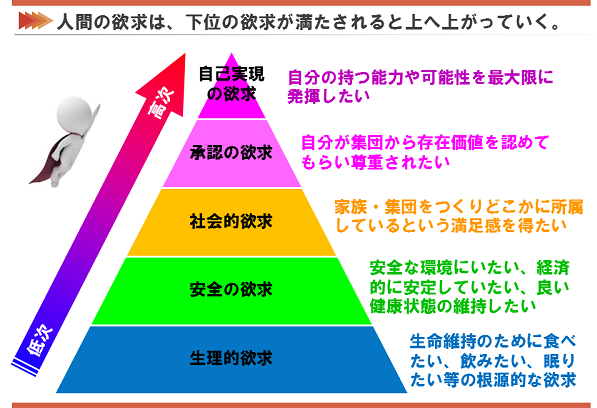 人間の欲求は、下位の欲求が満たされると上へ上がっていく。
高次
低次
自己実現
の欲求
自分の持つ能力や可能性を最大限に
発揮したい
承認の欲求
自分が集団から存在価値を認めて
もらい尊重されたい
社会的欲求
家族・集団をつくりどこかに所属
しているという満足感を得たい
安全の欲求
安全な環境にいたい、経済
的に安定していたい、良い
健康状態の維持したい
生理的欲求
生命維持のために食べ
たい、飲みたい、眠り
たい等の根源的な欲求